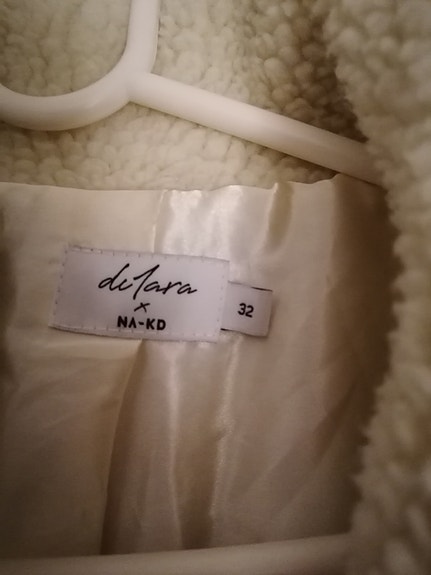 dilara
x
NA-KD
32